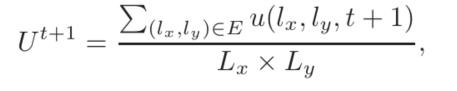 U^{t+1} = \frac{\sum_{(l_x,l_y)\in E} u(l_x, l_y, t+1)}{L_x \times L_y},